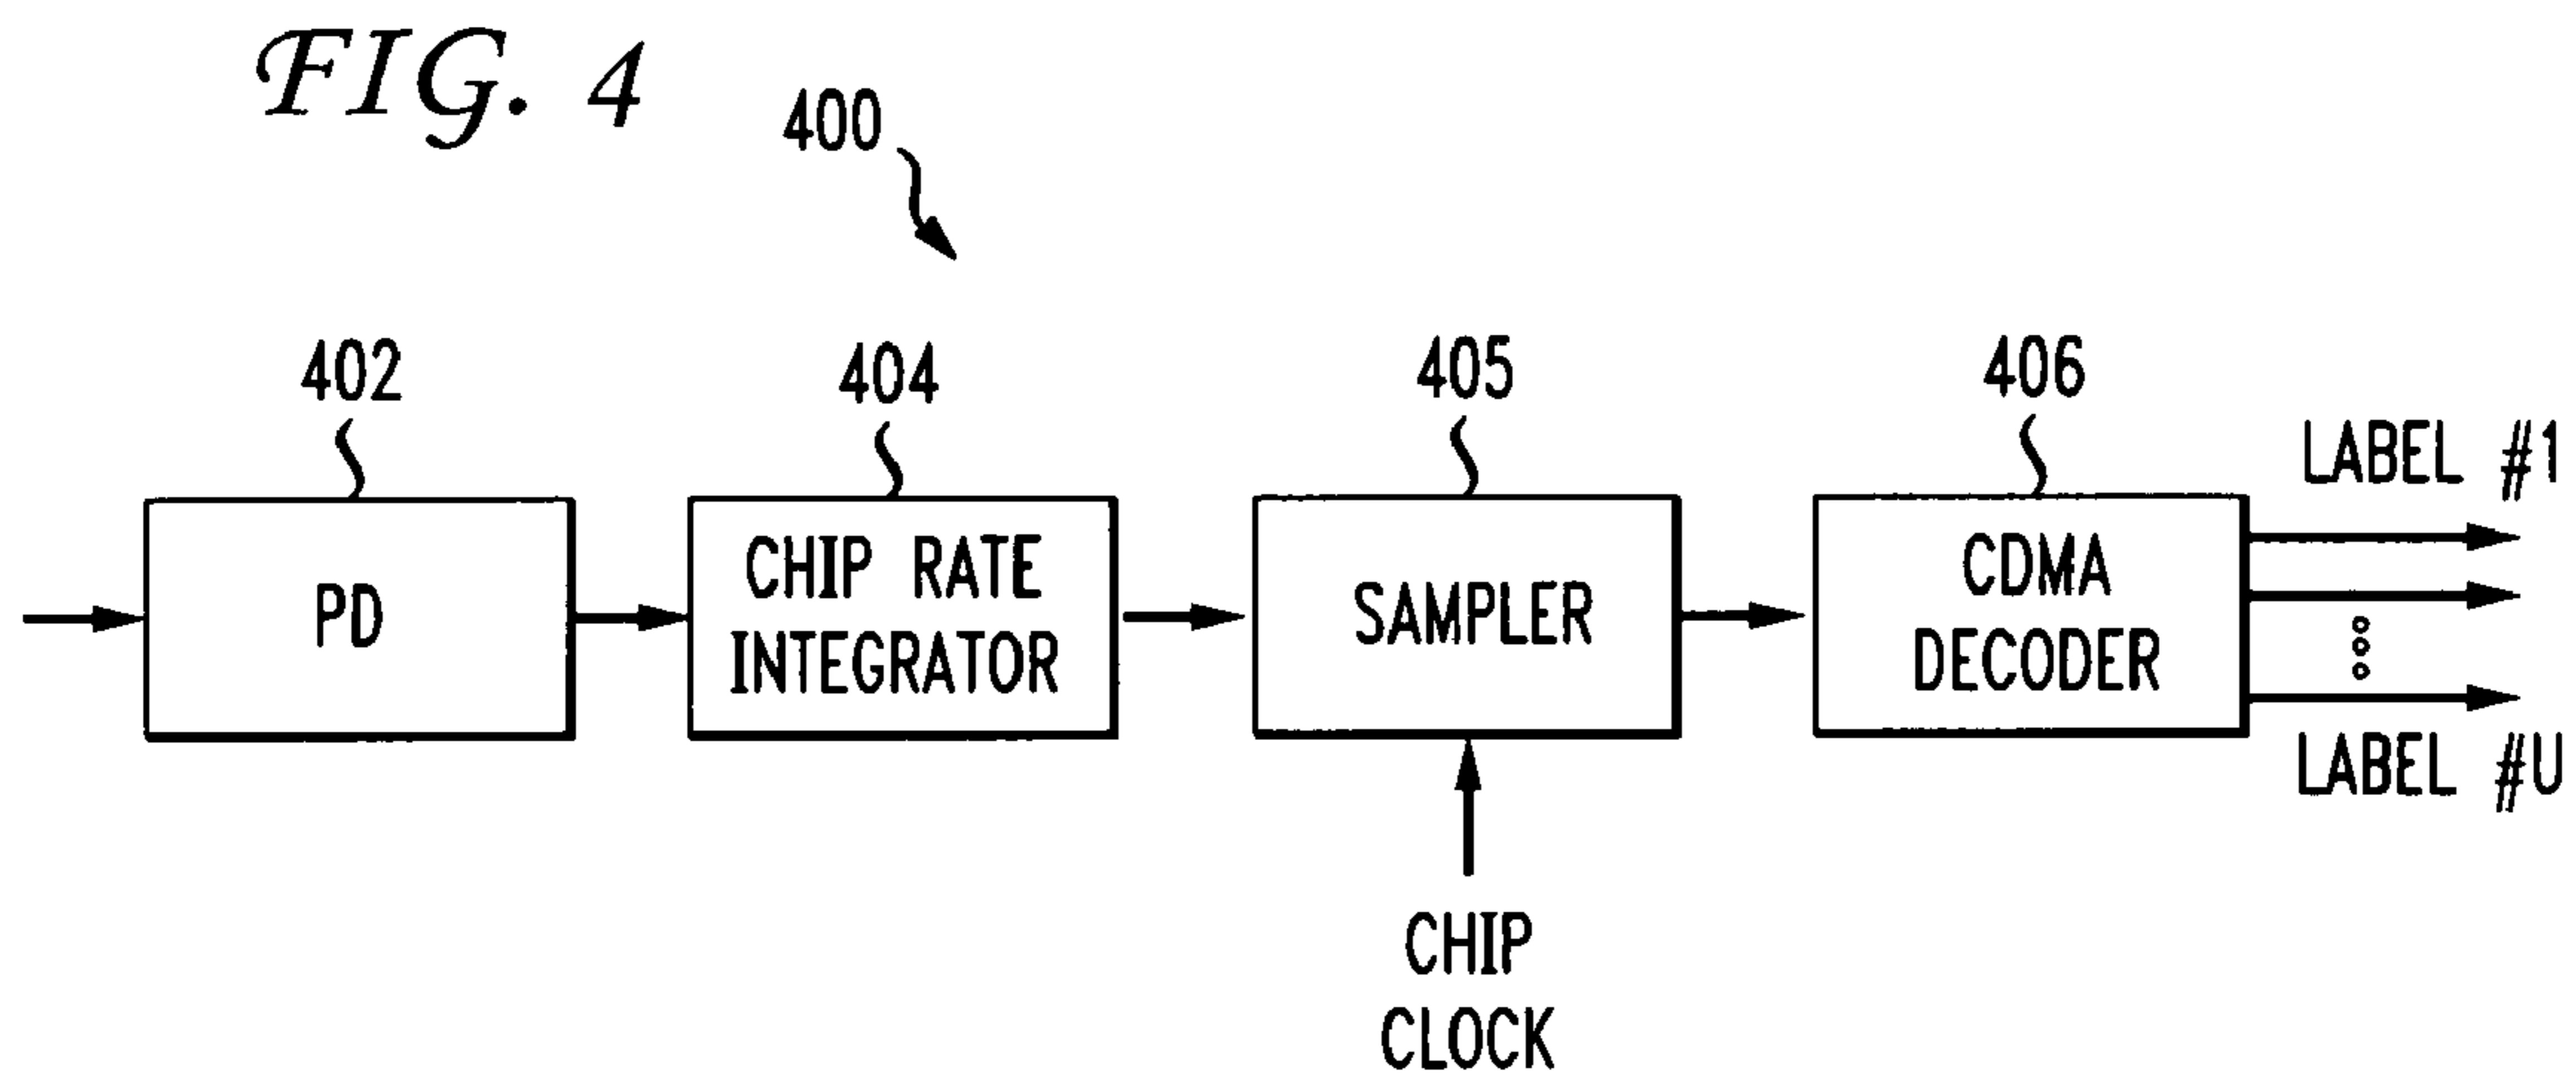 FIG. 4
400
402
404
405
406
PD
CHIP RATE
INTEGRATOR
SAMPLER
CDMA
DECODER
LABEL #1
LABEL #U
CHIP
CLOCK